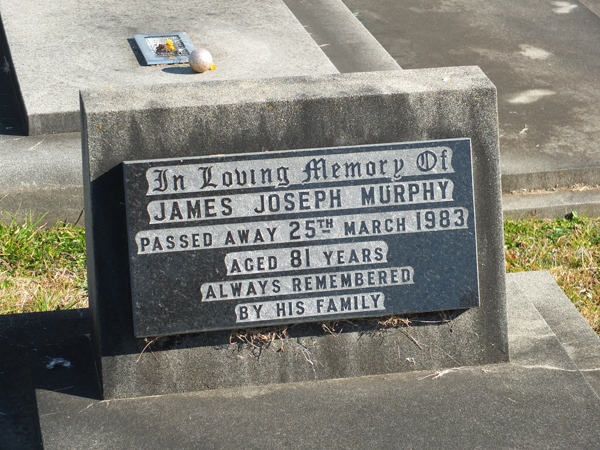 In Loving Memory Of
JAMES JOSEPH MURPHY
PASSED AWAY 25TH MARCH 1983
AGED 81 YEARS
ALWAYS REMEMBERED
BY HIS FAMILY